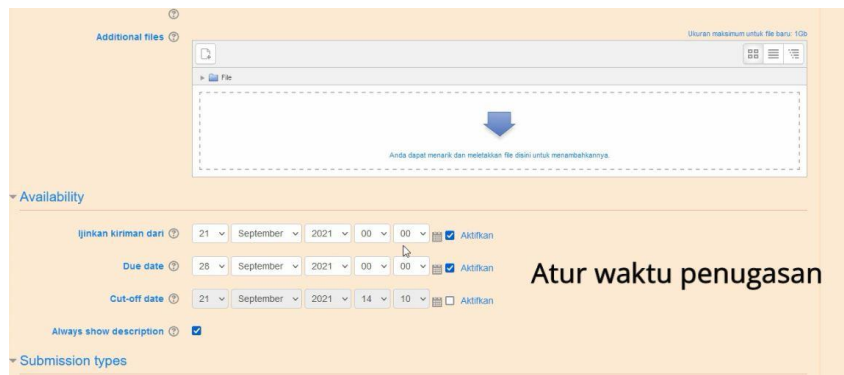 Additional files
Ukuran maksimum untuk file baru: 1Gb
File
Anda dapat menarik dan meletakkan file disini untuk menambahkannya.
Availability
Ijinkan kiriman dari 21 September 2021 00 00 Aktifkan
Due date 28 September 2021 00 00 Aktifkan
Atur waktu penugasan
Cut-off date 21 September 2021 14 10 Aktifkan
Always show description
Submission types